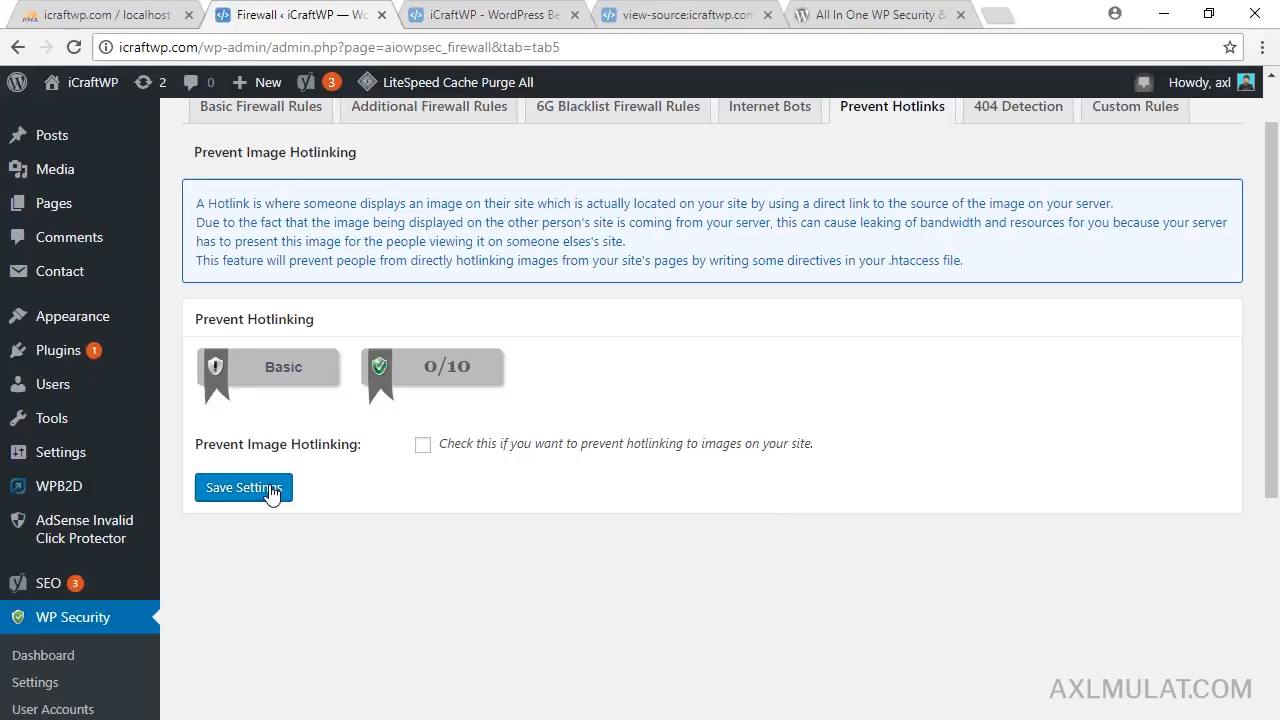 icraftwp.com / localhost
Firewall ‹ iCraftWP — Wo
iCraftWP - WordPress Be
view-source:icraftwp.com
All In One WP Security &
icraftwp.com/wp-admin/admin.php?page=aiowpsec_firewall&tab=tab5
iCraftWP
2
0
New
3
LiteSpeed Cache Purge All
Howdy, axl
Posts
Media
Pages
Comments
Contact
Appearance
Plugins 1
Users
Tools
Settings
WPB2D
AdSense Invalid
Click Protector
SEO 3
WP Security
Dashboard
Settings
User Accounts
Basic Firewall Rules
Additional Firewall Rules
6G Blacklist Firewall Rules
Internet Bots
Prevent Hotlinks
404 Detection
Custom Rules
Prevent Image Hotlinking
A Hotlink is where someone displays an image on their site which is actually located on your site by using a direct link to the source of the image on your server.
Due to the fact that the image being displayed on the other person's site is coming from your server, this can cause leaking of bandwidth and resources for you because your server
has to present this image for the people viewing it on someone elses's site.
This feature will prevent people from directly hotlinking images from your site's pages by writing some directives in your .htaccess file.
Prevent Hotlinking
Basic
0/10
Prevent Image Hotlinking:
Check this if you want to prevent hotlinking to images on your site.
Save Settings
AXLMULAT.COM